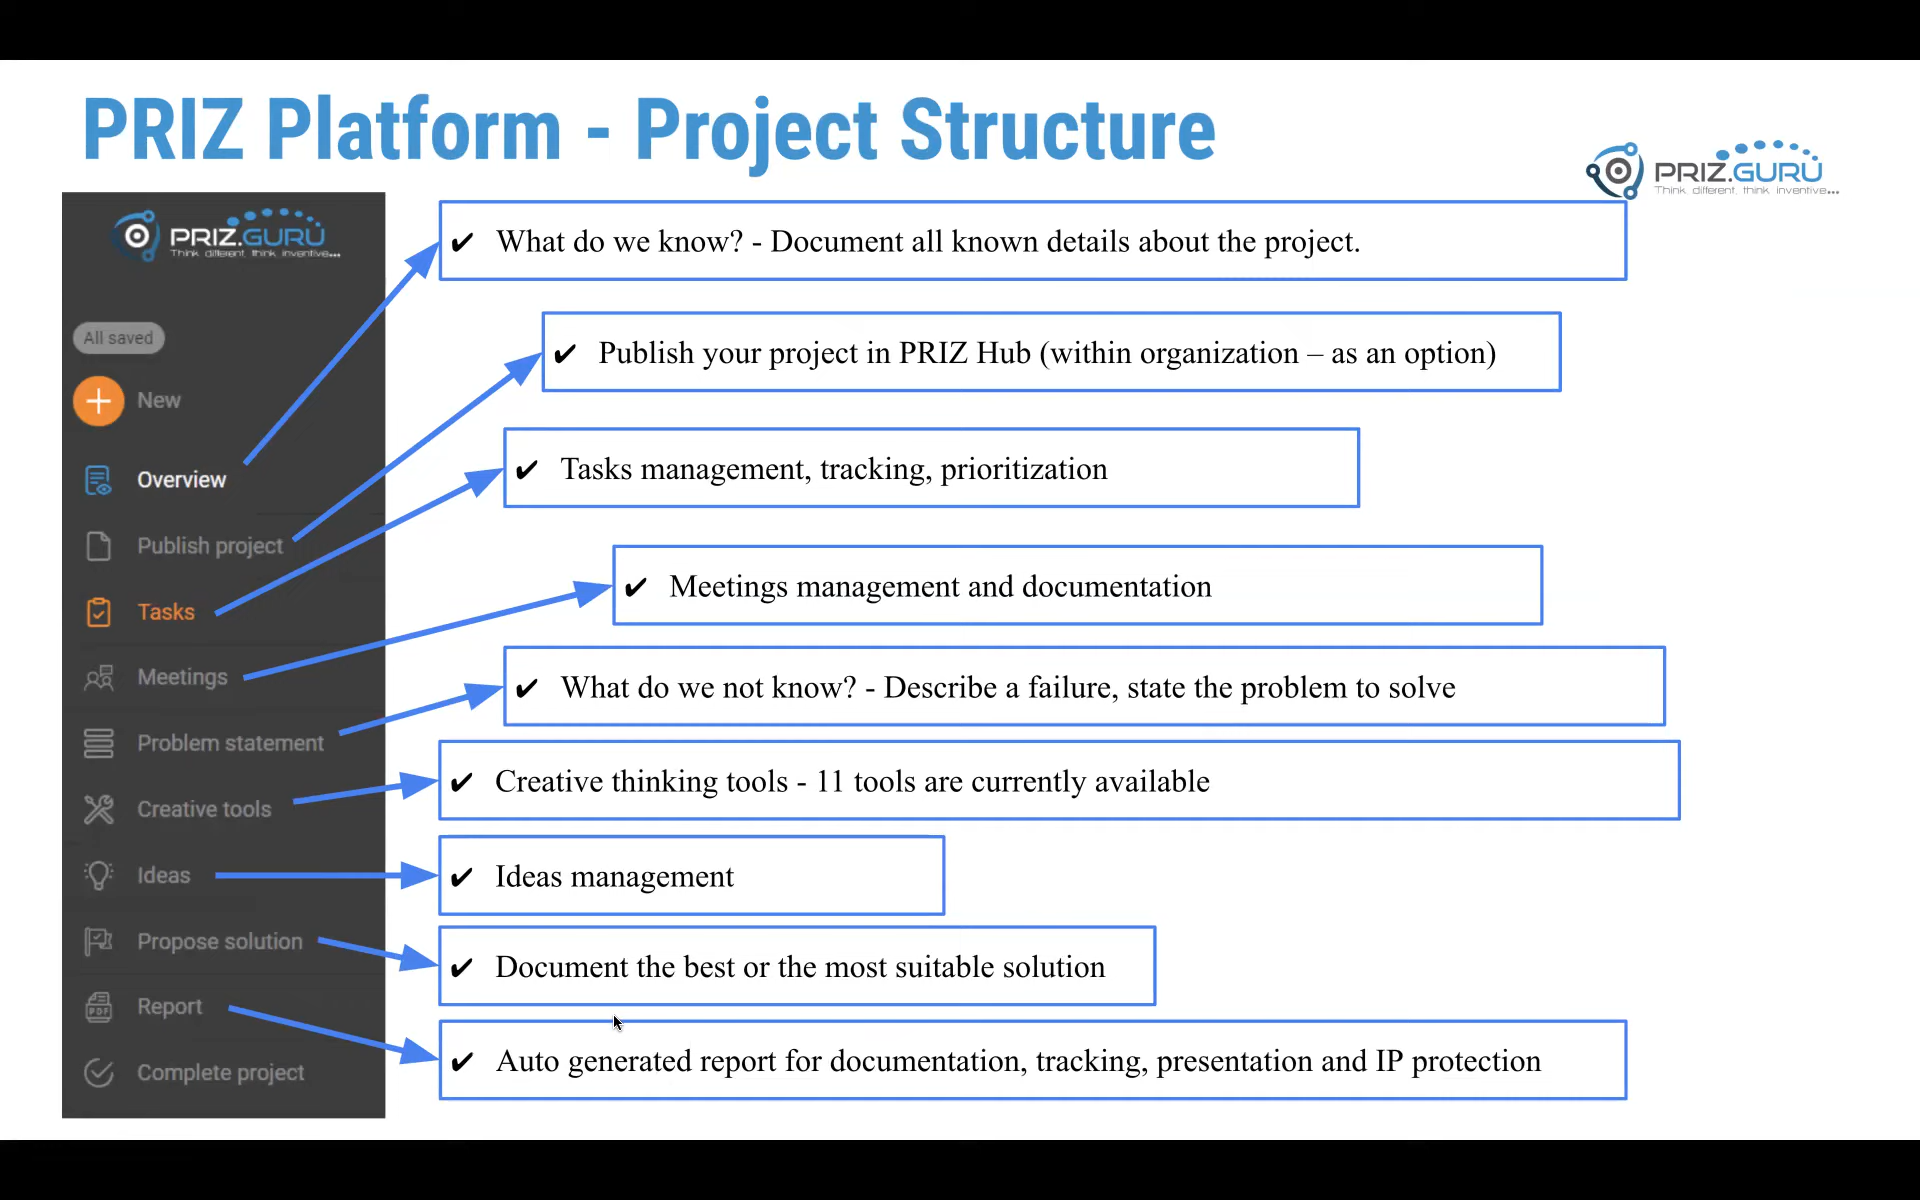 PRIZ Platform - Project Structure
PRIZ.GURU
Think different, think inventive...
PRIZ.GURU
Think different, think inventive...
All saved
New
Overview
Publish project
Tasks
Meetings
Problem statement
Creative tools
Ideas
Propose solution
PDF
Report
Complete project
✔ What do we know? - Document all known details about the project.
✔ Publish your project in PRIZ Hub (within organization – as an option)
✔ Tasks management, tracking, prioritization
✔ Meetings management and documentation
✔ What do we not know? - Describe a failure, state the problem to solve
✔ Creative thinking tools - 11 tools are currently available
✔ Ideas management
✔ Document the best or the most suitable solution
✔ Auto generated report for documentation, tracking, presentation and IP protection